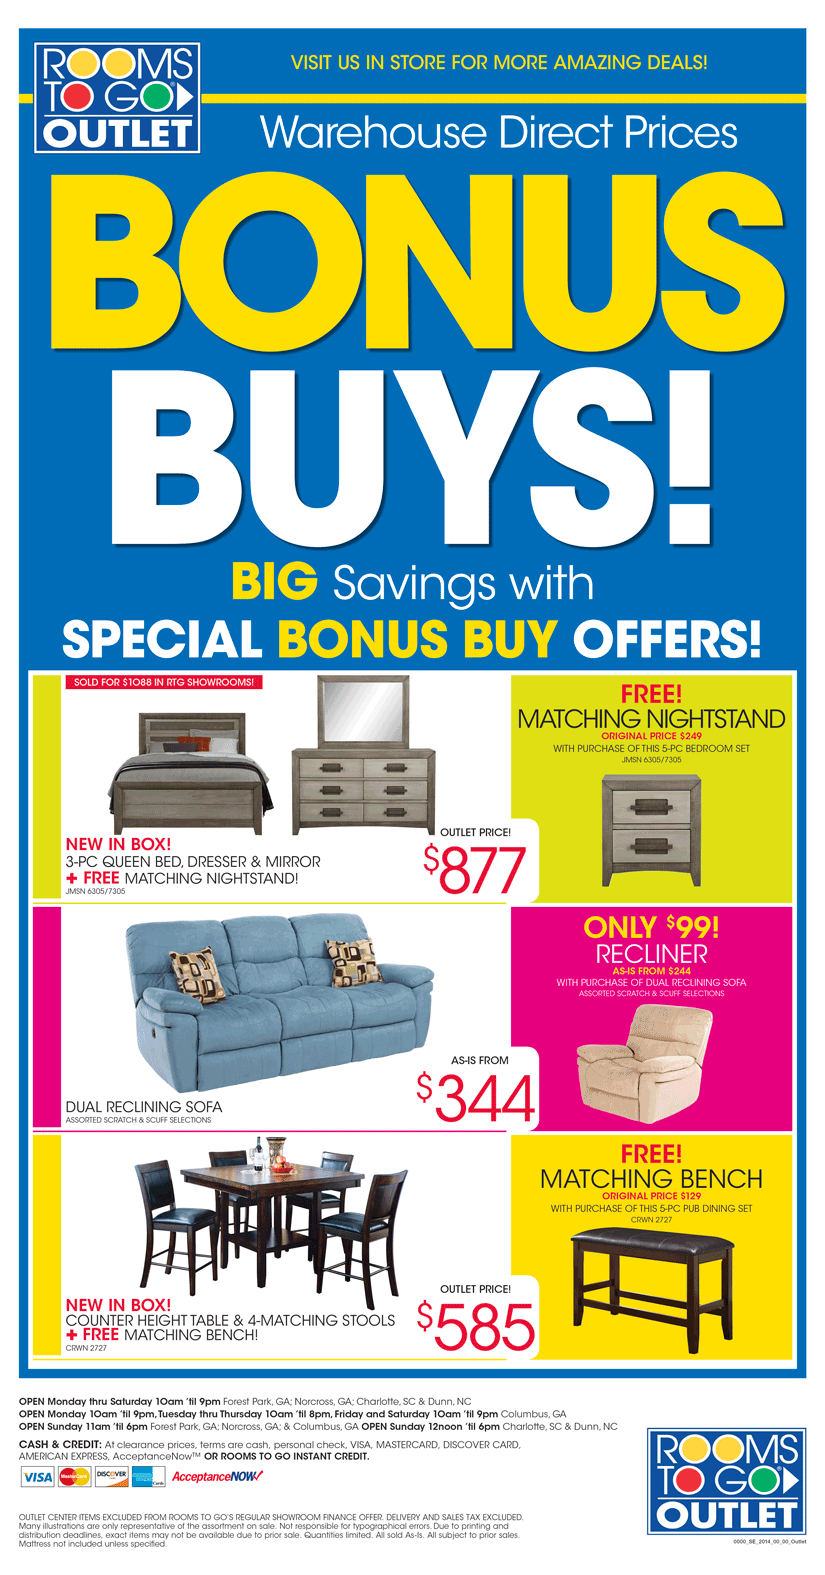 ROOMS
TO GO®
OUTLET
VISIT US IN STORE FOR MORE AMAZING DEALS!
Warehouse Direct Prices
BONUS
BUYS!
BIG Savings with
SPECIAL BONUS BUY OFFERS!
SOLD FOR $1088 IN RTG SHOWROOMS!
NEW IN BOX!
3-PC QUEEN BED, DRESSER & MIRROR
+ FREE MATCHING NIGHTSTAND!
JMSN 6305/7305
OUTLET PRICE!
$877
FREE!
MATCHING NIGHTSTAND
ORIGINAL PRICE $249
WITH PURCHASE OF THIS 5-PC BEDROOM SET
JMSN 6305/7305
DUAL RECLINING SOFA
ASSORTED SCRATCH & SCUFF SELECTIONS
AS-IS FROM
$344
ONLY $99!
RECLINER
AS-IS FROM $244
WITH PURCHASE OF DUAL RECLINING SOFA
ASSORTED SCRATCH & SCUFF SELECTIONS
NEW IN BOX!
COUNTER HEIGHT TABLE & 4-MATCHING STOOLS
+ FREE MATCHING BENCH!
CRWN 2727
OUTLET PRICE!
$585
FREE!
MATCHING BENCH
ORIGINAL PRICE $129
WITH PURCHASE OF THIS 5-PC PUB DINING SET
CRWN 2727
OPEN Monday thru Saturday 10am 'til 9pm Forest Park, GA; Norcross, GA; Charlotte, SC & Dunn, NC
OPEN Monday 10am 'til 9pm, Tuesday thru Thursday 10am 'til 8pm, Friday and Saturday 10am 'til 9pm Columbus, GA
OPEN Sunday 11am 'til 6pm Forest Park, GA; Norcross, GA; & Columbus, GA OPEN Sunday 12noon 'til 6pm Charlotte, SC & Dunn, NC
CASH & CREDIT: At clearance prices, terms are cash, personal check, VISA, MASTERCARD, DISCOVER CARD,
AMERICAN EXPRESS, AcceptanceNow™ OR ROOMS TO GO INSTANT CREDIT.
VISA MasterCard DISCOVER Cards AcceptanceNOW
OUTLET CENTER ITEMS EXCLUDED FROM ROOMS TO GO'S REGULAR SHOWROOM FINANCE OFFER. DELIVERY AND SALES TAX EXCLUDED.
Many illustrations are only representative of the assortment on sale. Not responsible for typographical errors. Due to printing and
distribution deadlines, exact items may not be available due to prior sale. Quantities limited. All sold As-Is. All subject to prior sales.
Mattress not included unless specified.
ROOMS
TO GO®
OUTLET
0000_SE_2014_00_00_Outlet